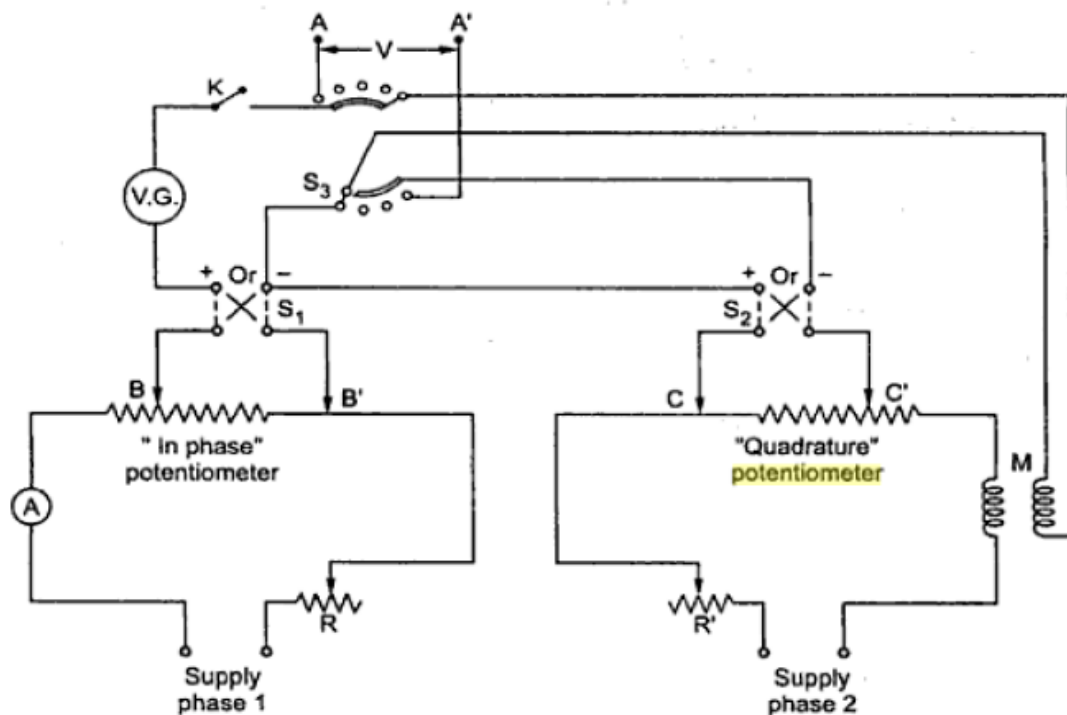 A A'
V
K
S3
V.G.
+ Or −
S1
+ Or −
S2
B B'
" In phase"
potentiometer
C C'
"Quadrature"
potentiometer
M
A
R
R'
Supply
phase 1
Supply
phase 2